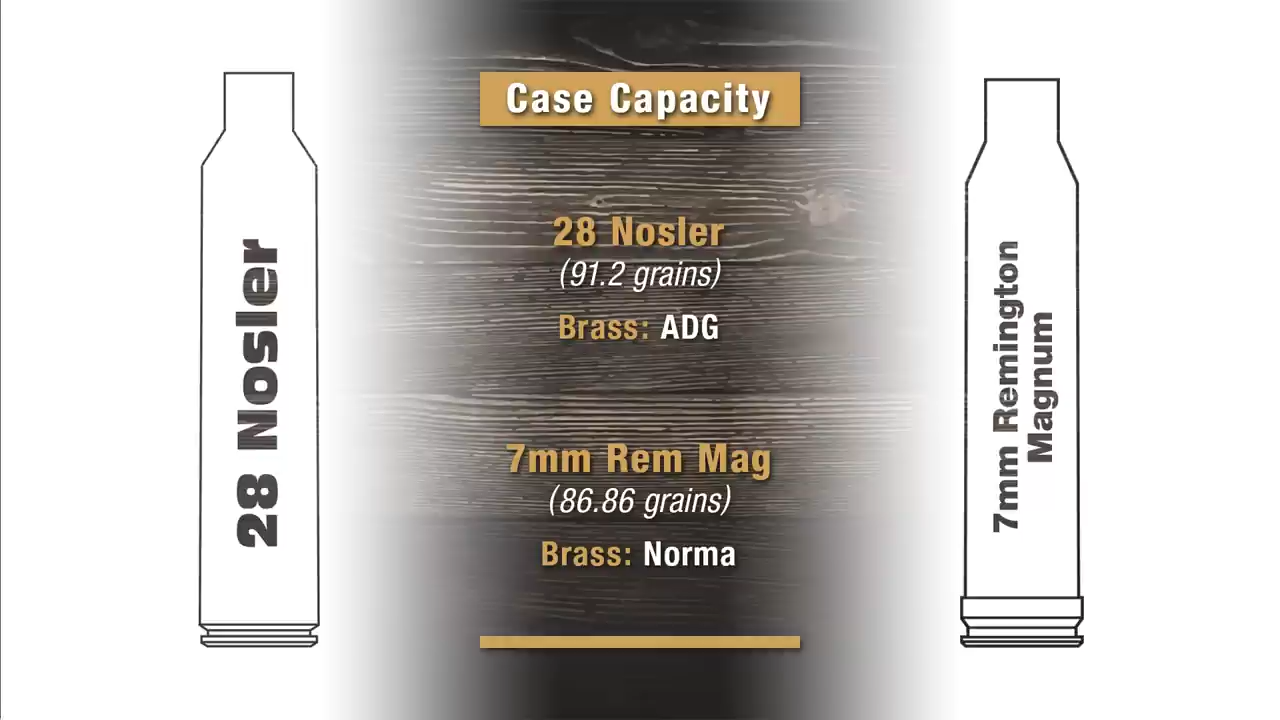 Case Capacity
28 Nosler
28 Nosler
(91.2 grains)
Brass: ADG
7mm Rem Mag
(86.86 grains)
Brass: Norma
7mm Remington
Magnum